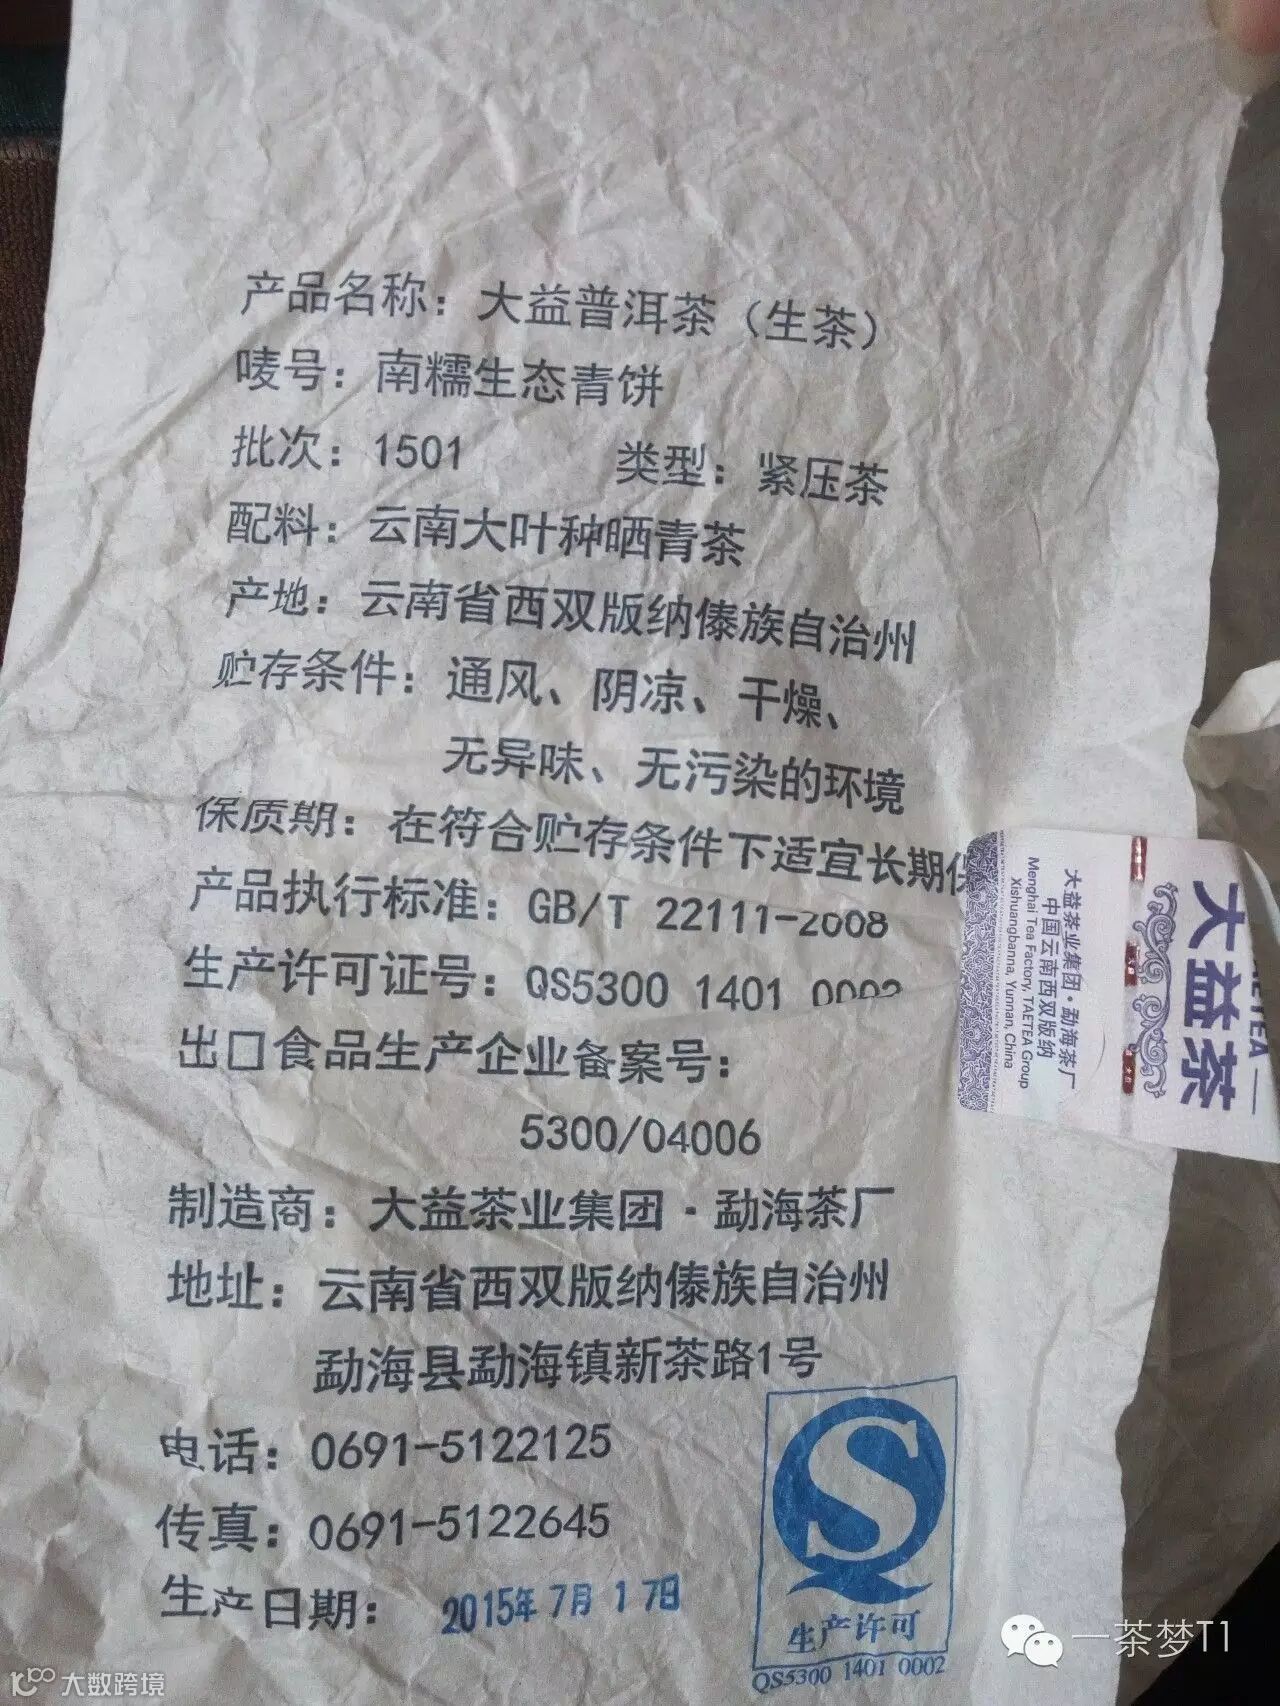 产品名称：大益普洱茶（生茶）
唛号：南糯生态青饼
批次：1501 类型：紧压茶
配料：云南大叶种晒青茶
产地：云南省西双版纳傣族自治州
贮存条件：通风、阴凉、干燥、
无异味、无污染的环境
保质期：在符合贮存条件下适宜长期保
产品执行标准：GB/T 22111-2008
生产许可证号：QS5300 1401 0002
出口食品生产企业备案号：
5300/04006
制造商：大益茶业集团·勐海茶厂
地址：云南省西双版纳傣族自治州
勐海县勐海镇新茶路1号
电话：0691-5122125
传真：0691-5122645
生产日期：2015年7月17日
生产许可
QS5300 1401 0002
大益茶
大益茶业集团·勐海茶厂
中国云南西双版纳
Menghai Tea Factory, TAETEA Group
Xishuangbanna, Yunnan, China
一茶梦T1
大数跨境